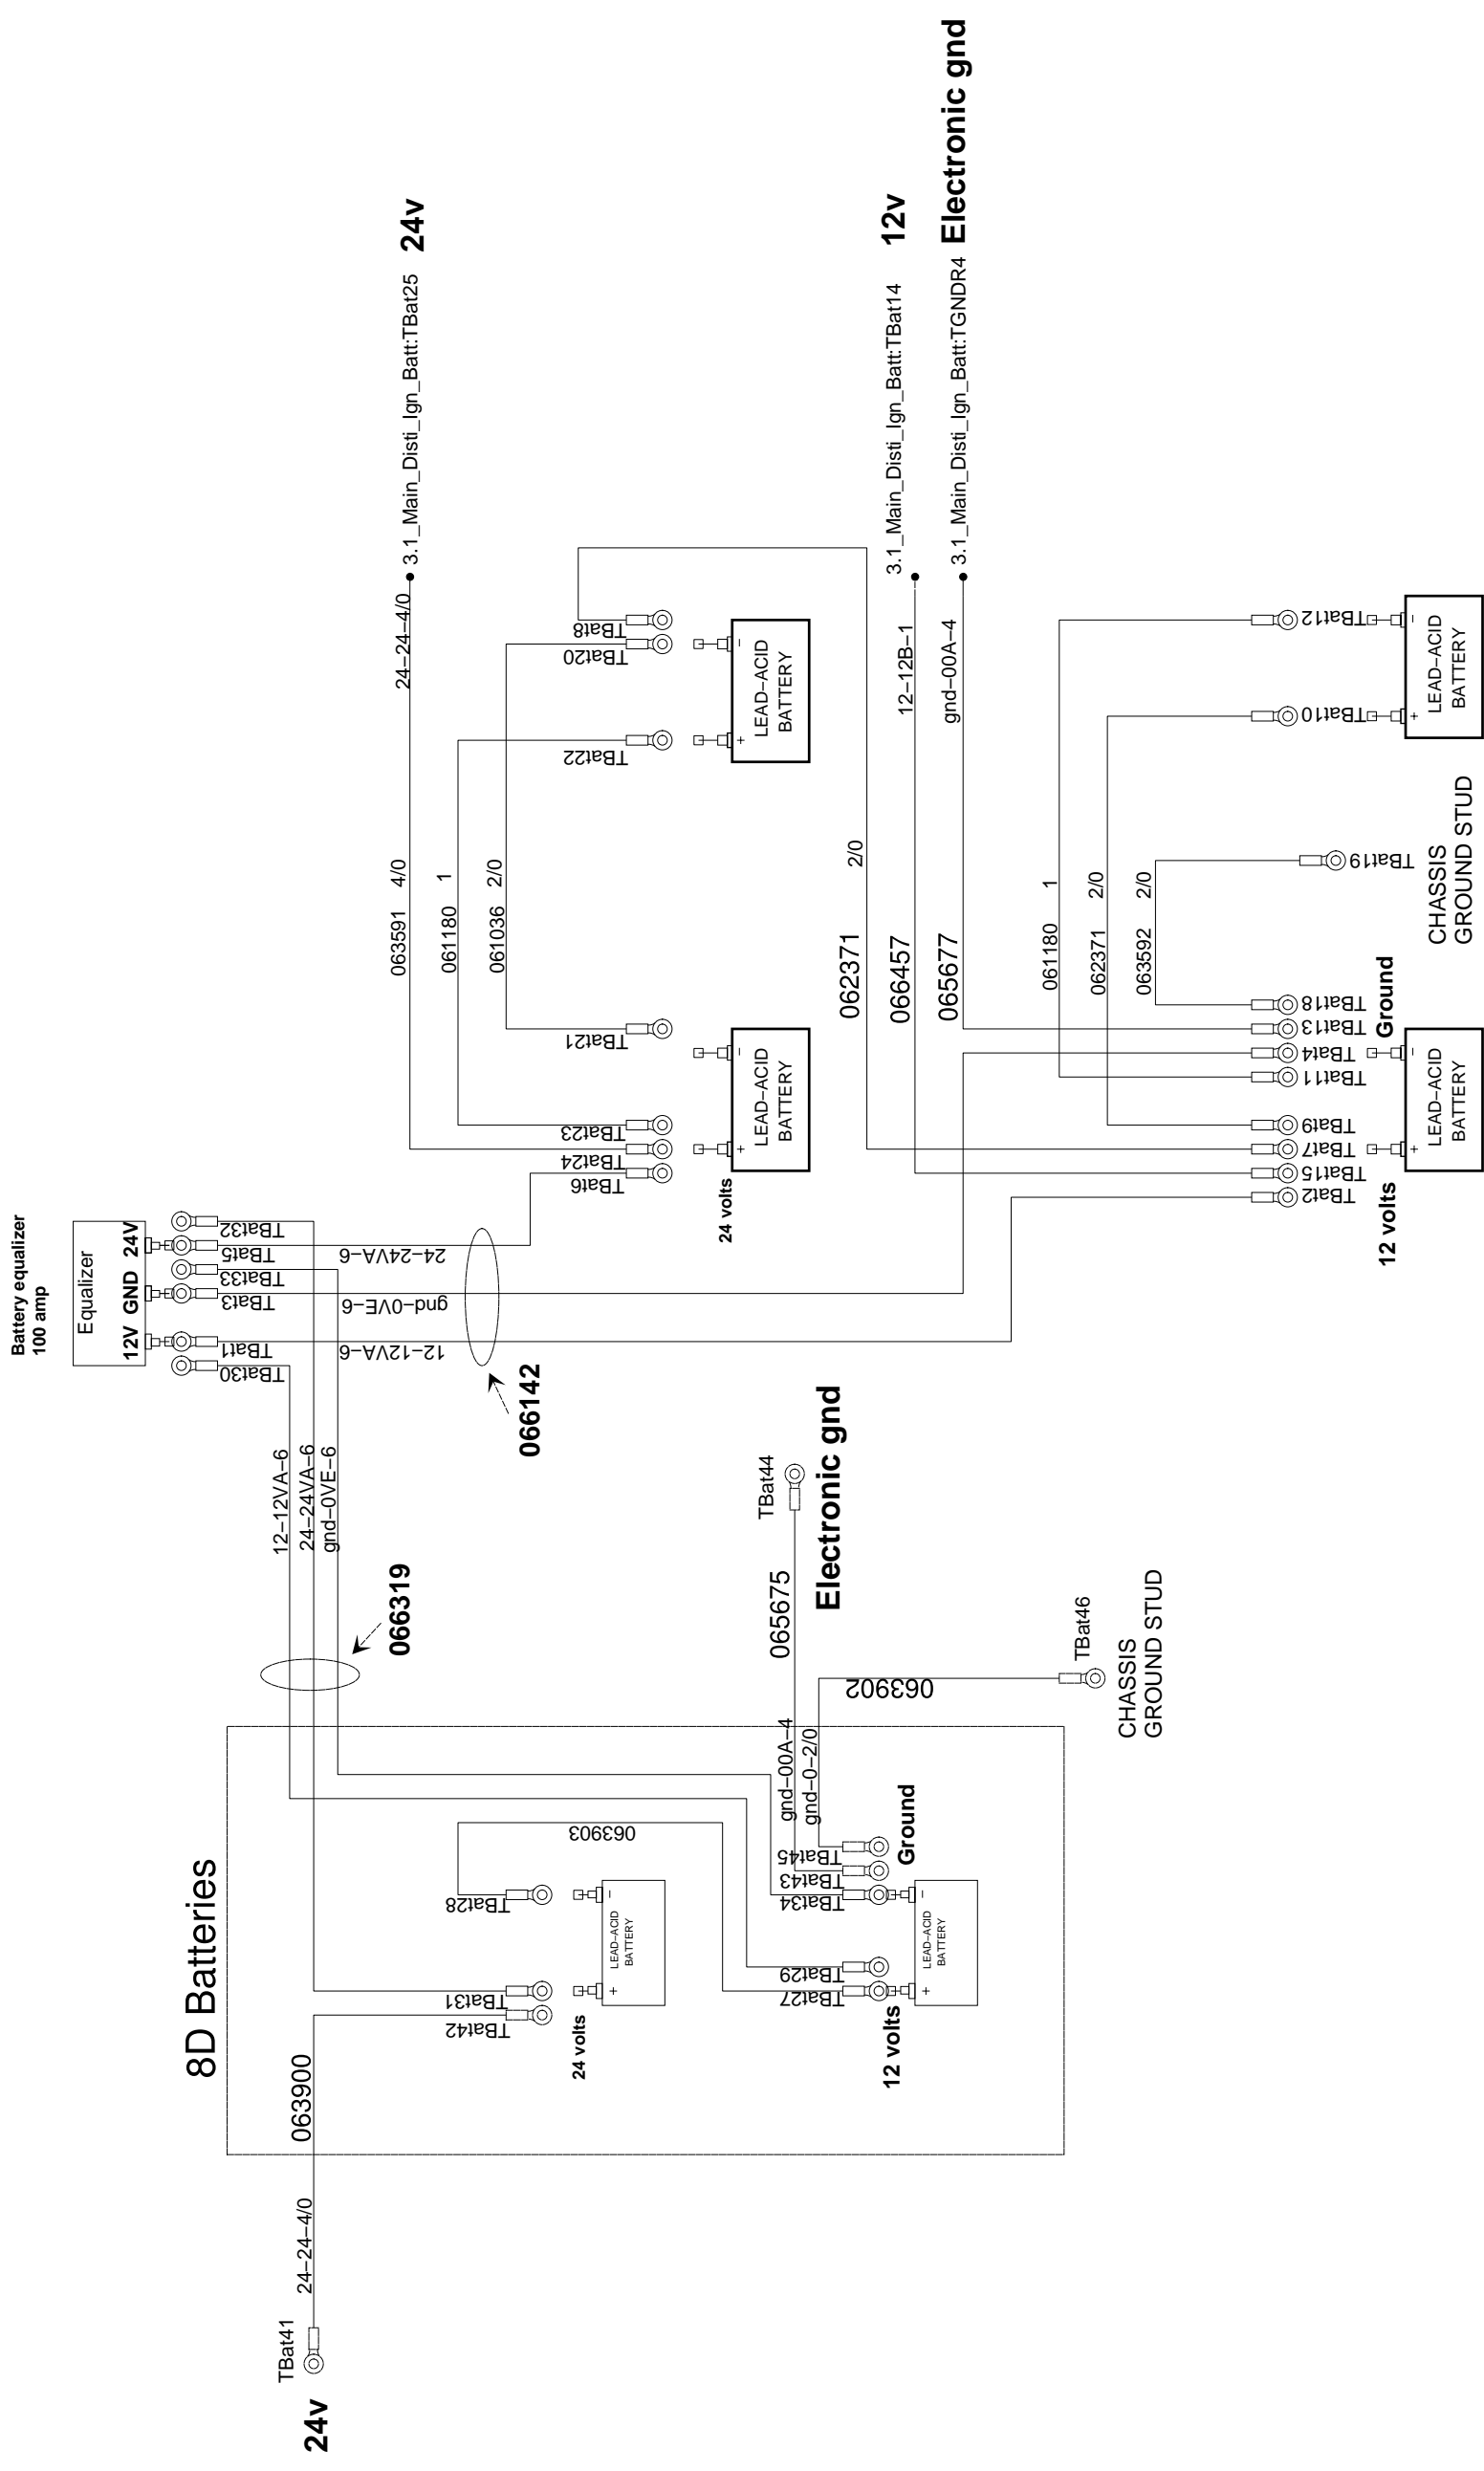 Battery equalizer
100 amp
Equalizer
12V GND 24V
TBat30
TBat1
TBat3
TBat33
TBat5
TBat32
12-12VA-6
gnd-0VE-6
24-24VA-6
066142
12-12VA-6
24-24VA-6
gnd-0VE-6
066319
8D Batteries
24v
TBat41
24-24-4/0
063900
TBat42
TBat31
TBat28
063903
24 volts
+ -
LEAD-ACID
BATTERY
TBat27
TBat29
TBat34
TBat43
TBat45
12 volts
Ground
+ -
LEAD-ACID
BATTERY
gnd-00A-4
gnd-0-2/0
065675
TBat44
Electronic gnd
063902
TBat46
CHASSIS
GROUND STUD
063591 4/0
24-24-4/0
3.1_Main_Disti_Ign_Batt:TBat25
24v
061180 1
061036 2/0
TBat6
TBat24
TBat23
TBat21
TBat22
TBat20
TBat8
24 volts
+ -
LEAD-ACID
BATTERY
+ -
LEAD-ACID
BATTERY
062371 2/0
066457
12-12B-1
3.1_Main_Disti_Ign_Batt:TBat14
12v
065677
gnd-00A-4
3.1_Main_Disti_Ign_Batt:TGNDR4
Electronic gnd
061180 1
062371 2/0
063592 2/0
TBat2
TBat15
TBat7
TBat9
TBat11
TBat4
TBat13
TBat18
TBat19
TBat10
TBat12
12 volts
Ground
+ -
LEAD-ACID
BATTERY
CHASSIS
GROUND STUD
+ -
LEAD-ACID
BATTERY